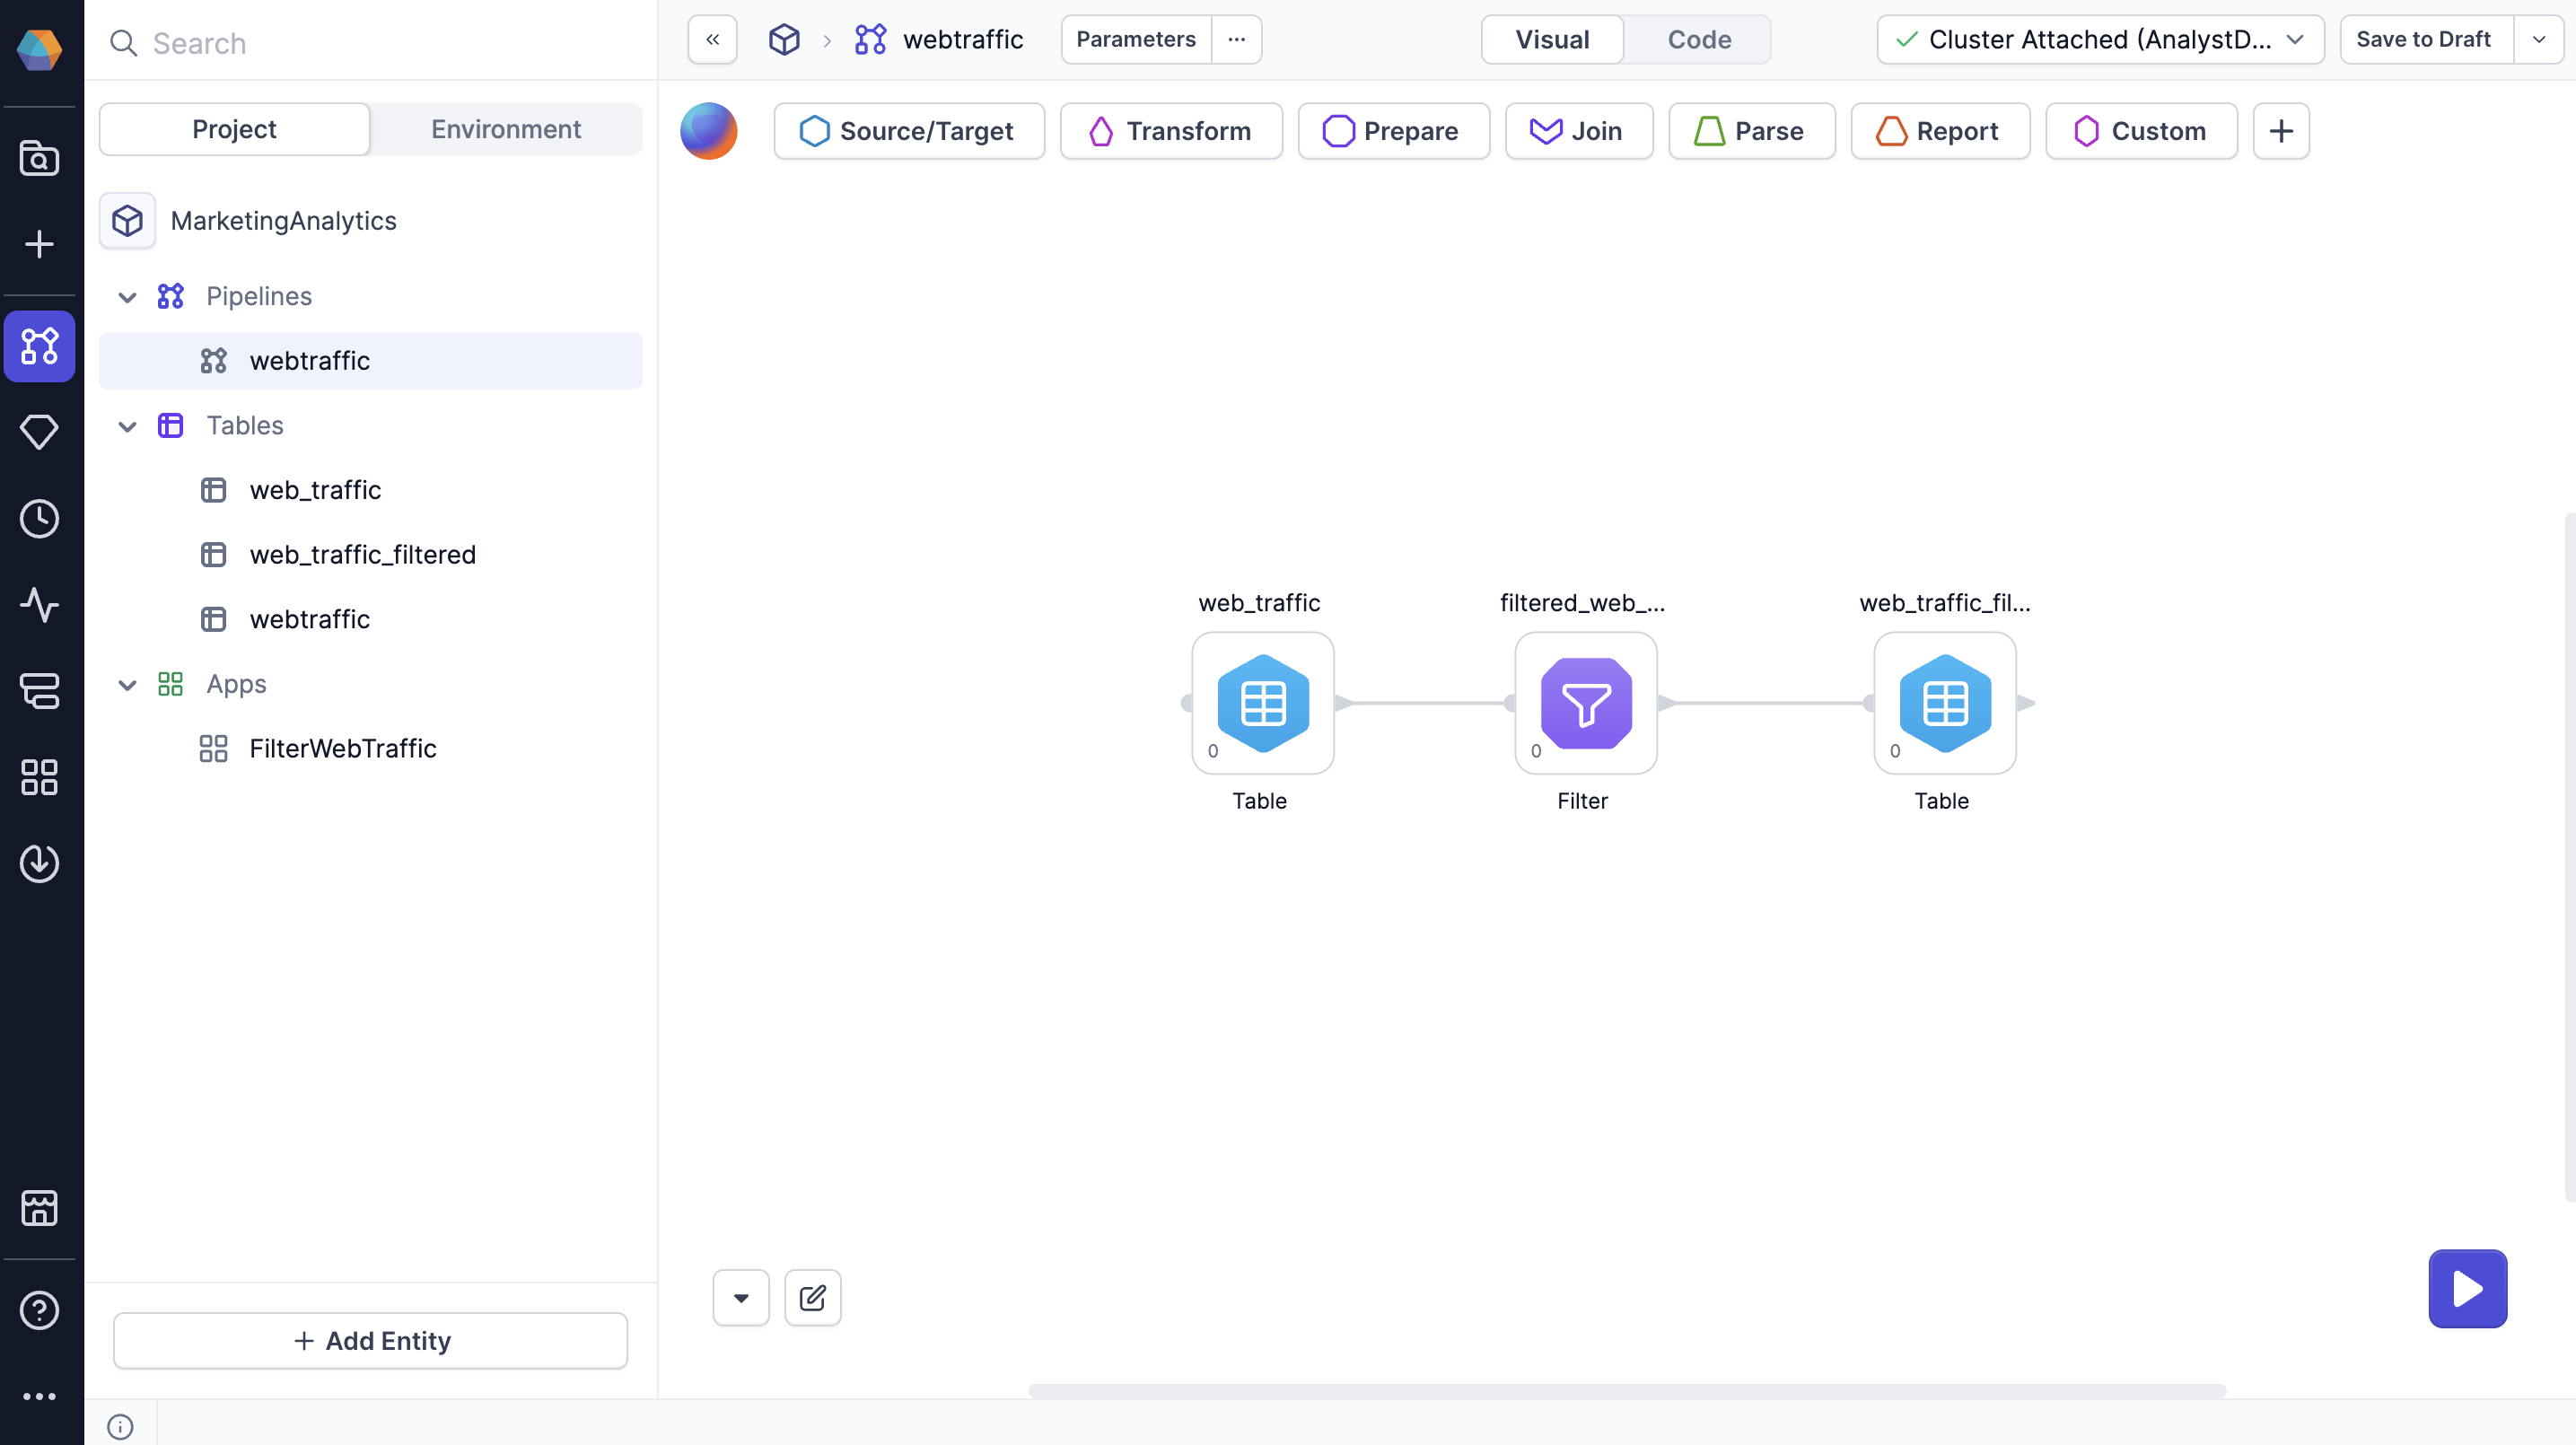 Search
webtraffic
Parameters
...
Visual
Code
Cluster Attached (AnalystD...
Save to Draft
Project
Environment
Source/Target
Transform
Prepare
Join
Parse
Report
Custom
MarketingAnalytics
Pipelines
webtraffic
Tables
web_traffic
web_traffic_filtered
webtraffic
Apps
FilterWebTraffic
web_traffic
filtered_web_...
web_traffic_fil...
0
0
0
Table
Filter
Table
+ Add Entity